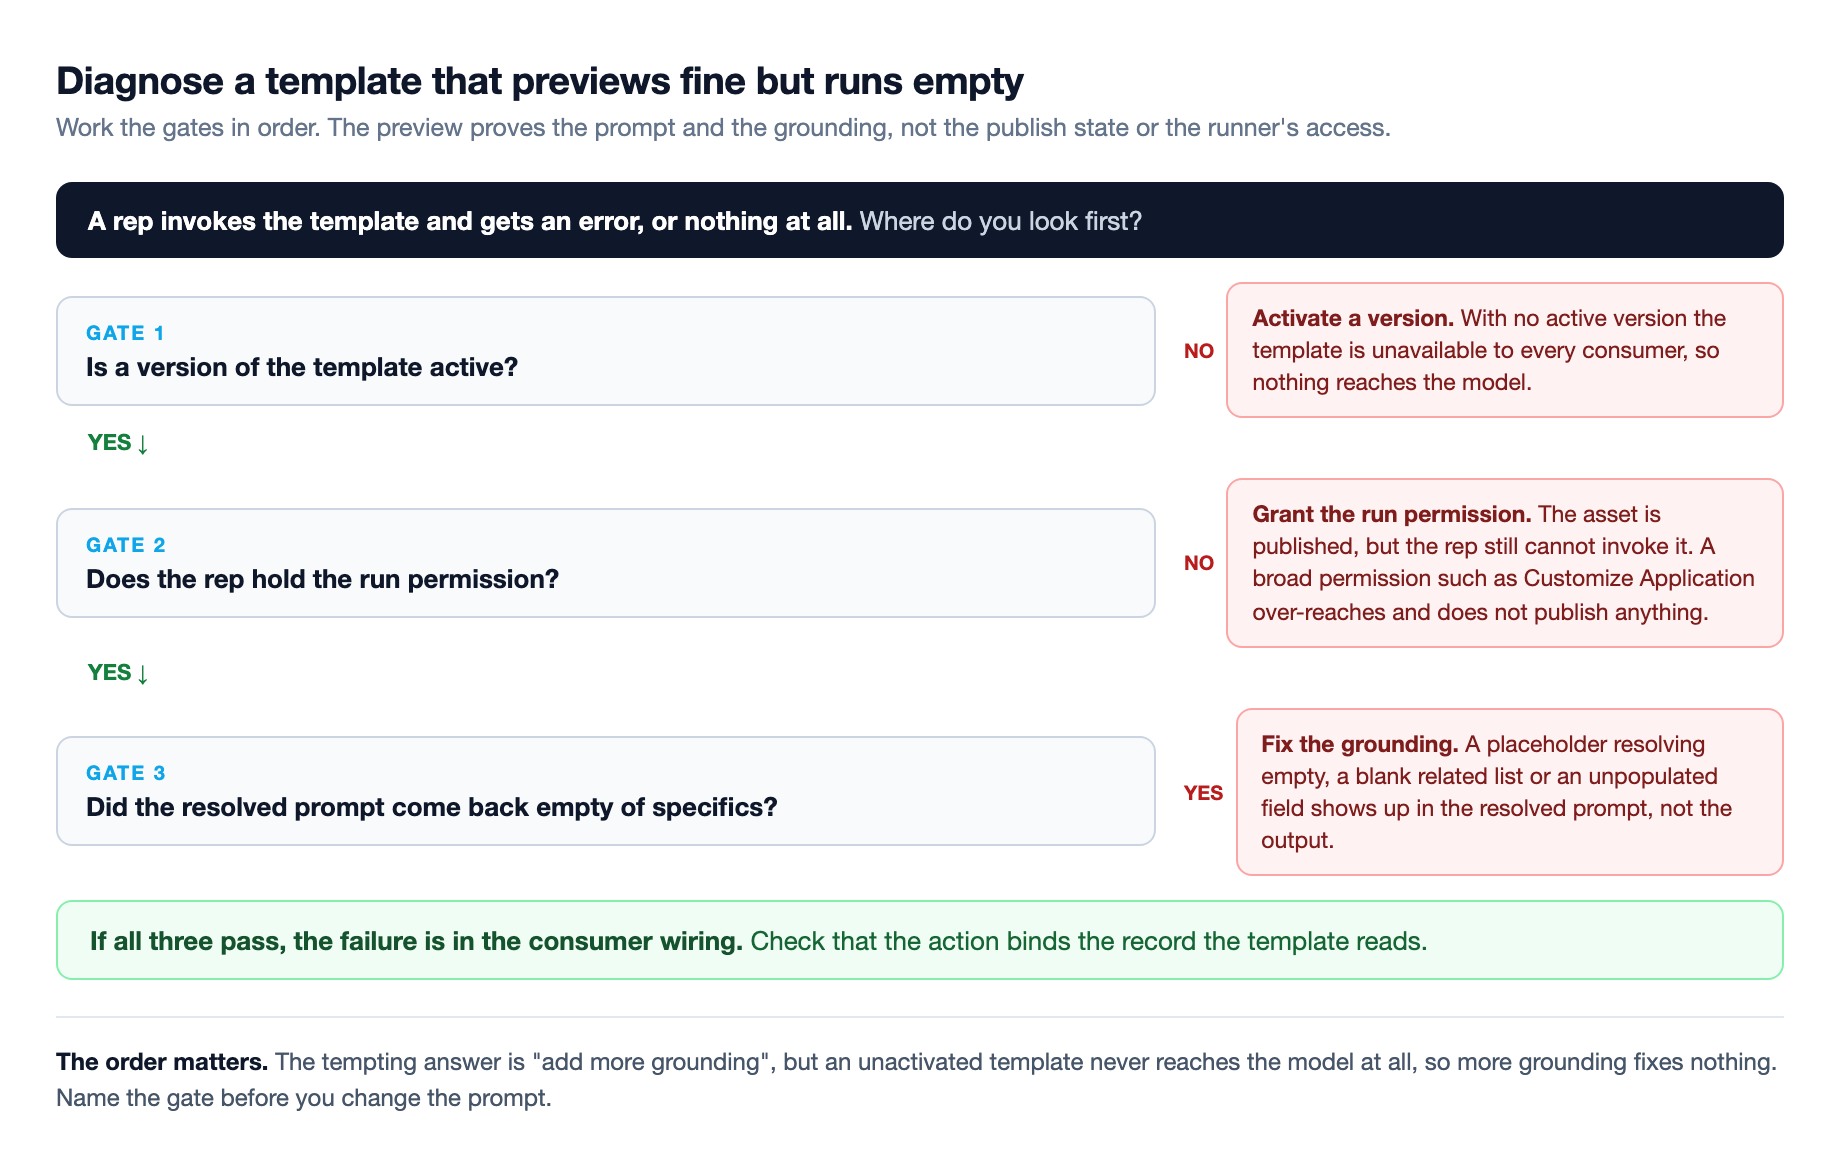 Diagnose a template that previews fine but runs empty
Work the gates in order. The preview proves the prompt and the grounding, not the publish state or the runner's access.
A rep invokes the template and gets an error, or nothing at all. Where do you look first?
GATE 1
Is a version of the template active?
NO
Activate a version. With no active version the
template is unavailable to every consumer, so
nothing reaches the model.
YES ↓
GATE 2
Does the rep hold the run permission?
NO
Grant the run permission. The asset is
published, but the rep still cannot invoke it. A
broad permission such as Customize Application
over-reaches and does not publish anything.
YES ↓
GATE 3
Did the resolved prompt come back empty of specifics?
YES
Fix the grounding. A placeholder resolving
empty, a blank related list or an unpopulated
field shows up in the resolved prompt, not the
output.
If all three pass, the failure is in the consumer wiring. Check that the action binds the record the template reads.
The order matters. The tempting answer is "add more grounding", but an unactivated template never reaches the model at all, so more grounding fixes nothing.
Name the gate before you change the prompt.